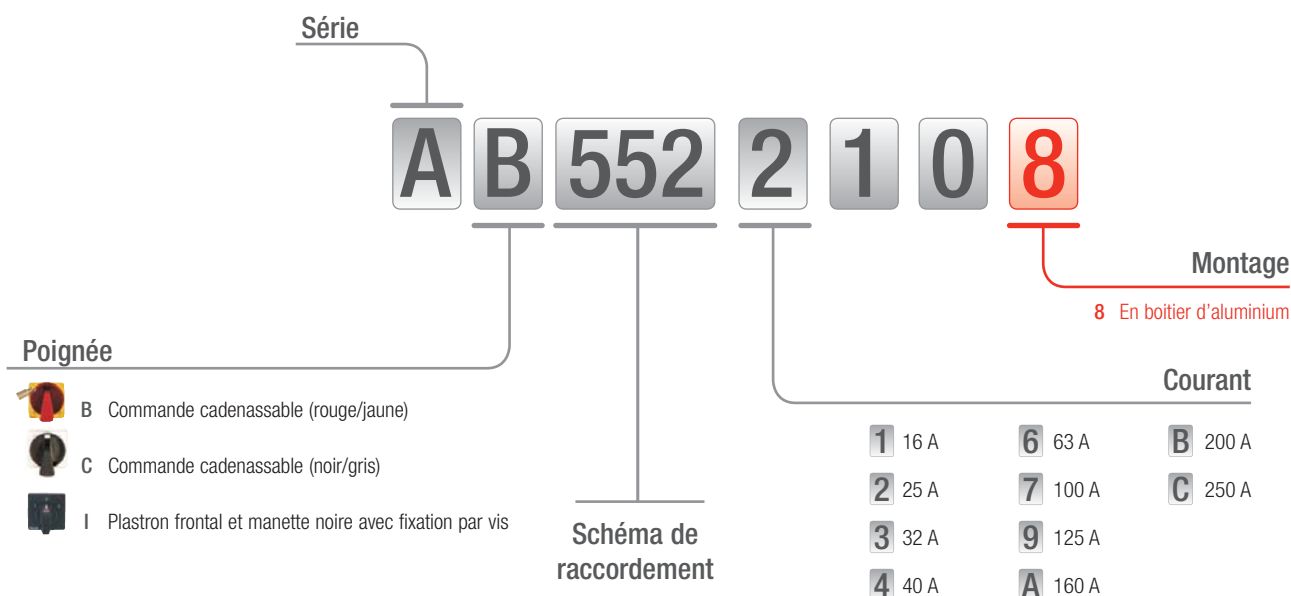 Série
A B 552 2 1 0 8
Montage
8 En boitier d'aluminium
Poignée
B Commande cadenassable (rouge/jaune)
C Commande cadenassable (noir/gris)
I Plastron frontal et manette noire avec fixation par vis
Schéma de
raccordement
Courant
1 16 A 6 63 A B 200 A
2 25 A 7 100 A C 250 A
3 32 A 9 125 A
4 40 A A 160 A